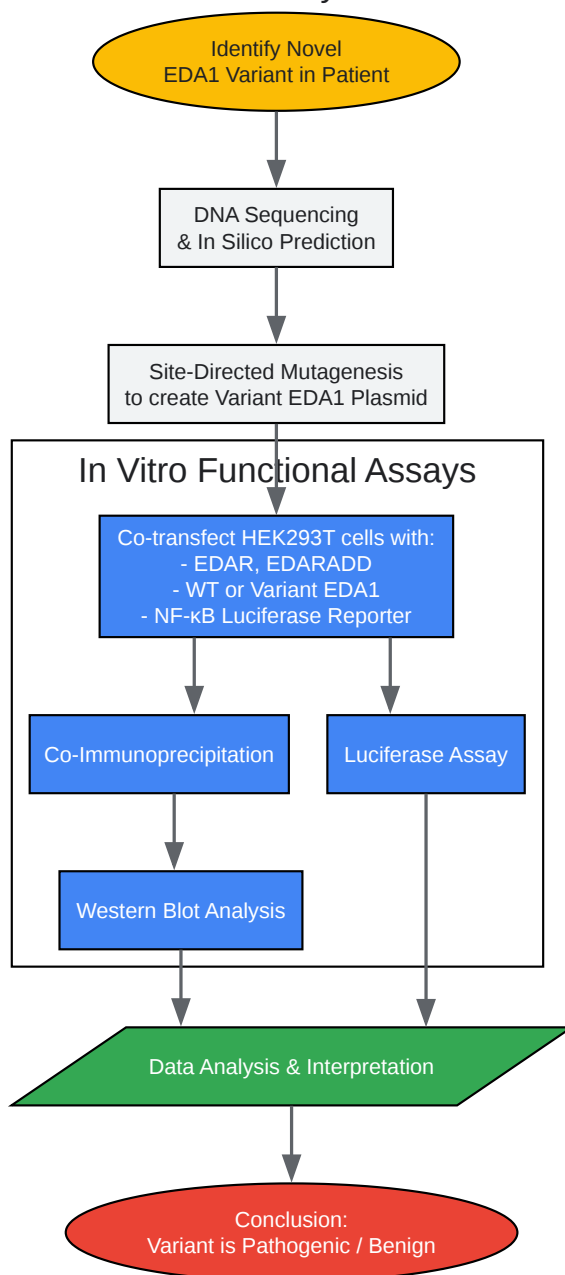 Identify Novel
EDA1 Variant in Patient
DNA Sequencing
& In Silico Prediction
Site-Directed Mutagenesis
to create Variant EDA1 Plasmid
In Vitro Functional Assays
Co-transfect HEK293T cells with:
- EDAR, EDARADD
- WT or Variant EDA1
- NF-κB Luciferase Reporter
Co-Immunoprecipitation
Luciferase Assay
Western Blot Analysis
Data Analysis & Interpretation
Conclusion:
Variant is Pathogenic / Benign